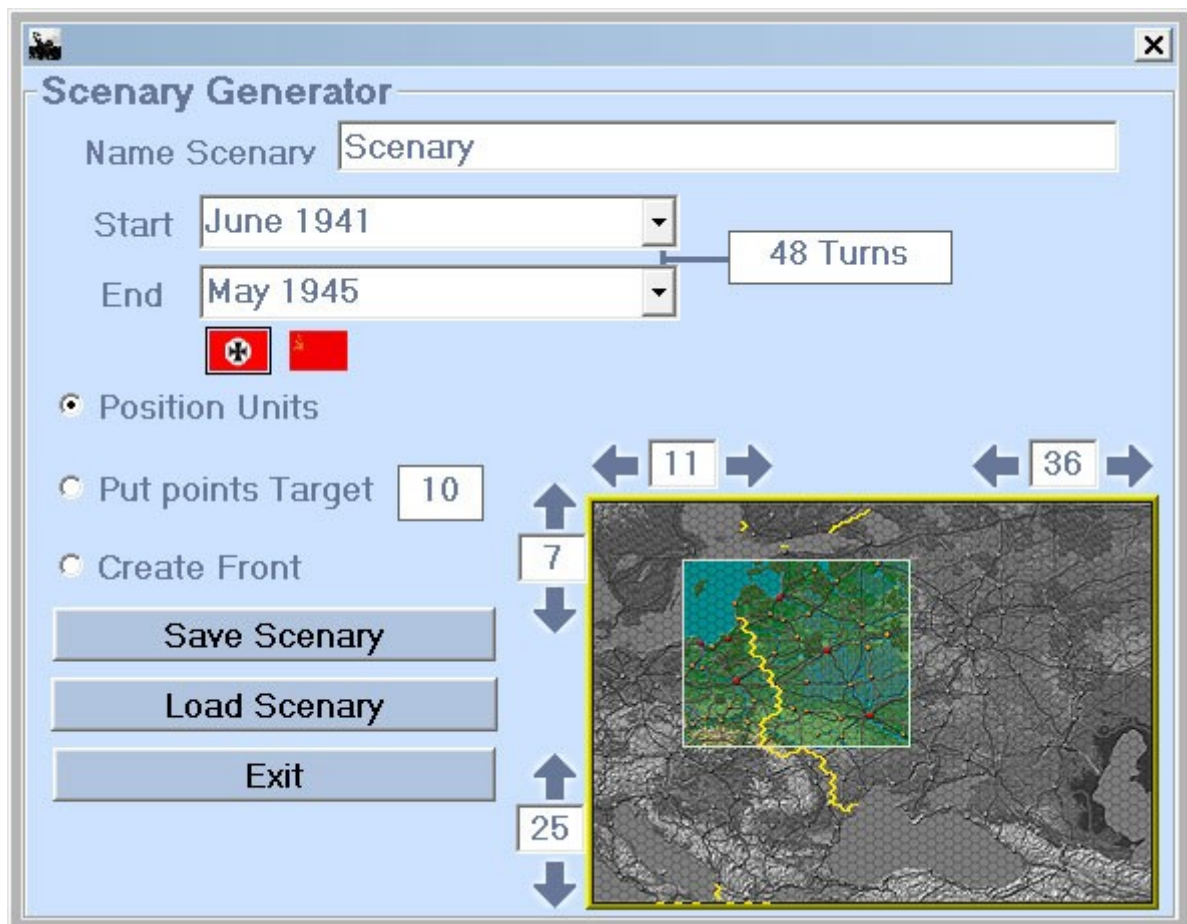 Scenary Generator
Name Scenary Scenary
Start June 1941
48 Turns
End May 1945
Position Units
11 36
Put points Target 10
7
Create Front
Save Scenary
Load Scenary
Exit
25